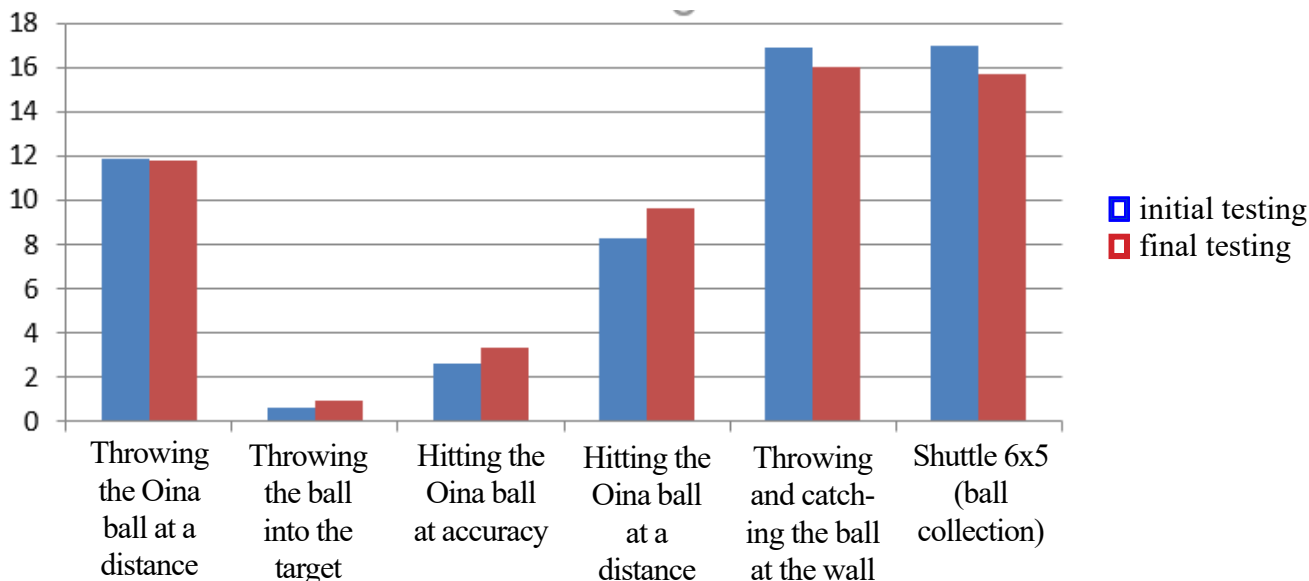 18
16
14
12
10
8
6
4
2
0
Throwing
the Oina
ball at a
distance
Throwing
the ball
into the
target
Hitting the
Oina ball
at accuracy
Hitting the
Oina ball
at a
distance
Throwing
and catch-
ing the ball
at the wall
Shuttle 6x5
(ball
collection)
initial testing
final testing